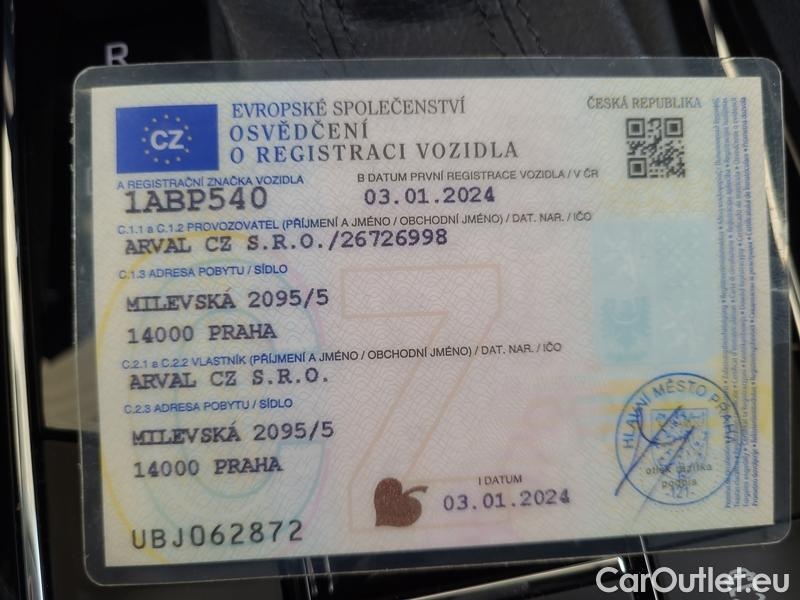 R
EVROPSKÉ SPOLEČENSTVÍ
ČESKÁ REPUBLIKA
CZ
OSVĚDČENÍ
O REGISTRACI VOZIDLA
A REGISTRAČNÍ ZNAČKA VOZIDLA
B DATUM PRVNÍ REGISTRACE VOZIDLA / V ČR
1ABP540
03.01.2024
C.1.1 a C.1.2 PROVOZOVATEL (PŘÍJMENÍ A JMÉNO / OBCHODNÍ JMÉNO) / DAT. NAR. / IČO
ARVAL CZ S.R.O./26726998
C.1.3 ADRESA POBYTU / SÍDLO
MILEVSKÁ 2095/5
14000 PRAHA
C.2.1 a C.2.2 VLASTNÍK (PŘÍJMENÍ A JMÉNO / OBCHODNÍ JMÉNO) / DAT. NAR. / IČO
ARVAL CZ S.R.O.
C.2.3 ADRESA POBYTU / SÍDLO
MILEVSKÁ 2095/5
14000 PRAHA
HLAVNÍ MĚSTO PRAHA
otisk razítka
podpis
-121-
I DATUM
03.01.2024
UBJ062872
CarOutlet.eu